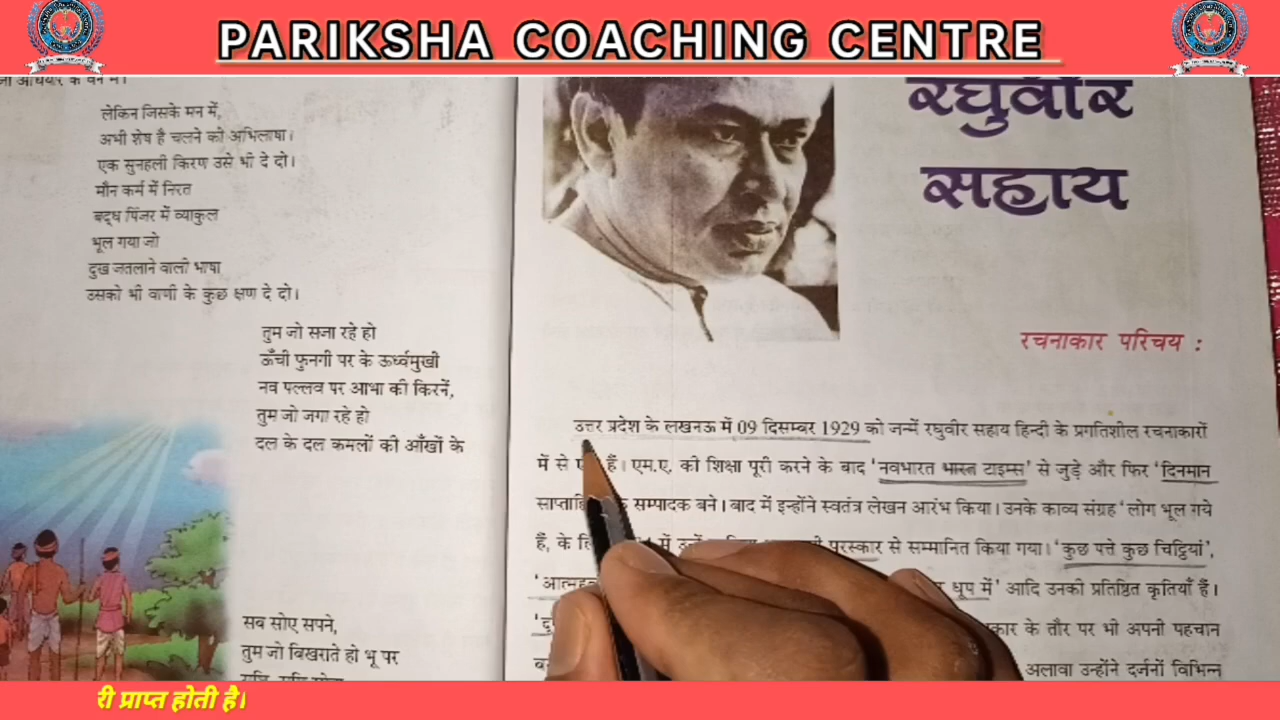 PARIKSHA COACHING CENTRE
लेकिन जिसके मन में,
अभी शेष है चलने की अभिलाषा।
एक सुनहली किरण उसे भी दे दो।
मौन कर्म में निरत
बद्ध पिंजर में व्याकुल
भूल गया जो
दुख जतलाने वाली भाषा
उसको भी वाणी के कुछ क्षण दे दो।
तुम जो सजा रहे हो
ऊँची फुनगी पर के ऊर्ध्वमुखी
नव पल्लव पर आभा की किरनें,
तुम जो जगा रहे हो
दल के दल कमलों की आँखों के
सब सोए सपने,
तुम जो बिखराते हो भू पर
रघुवीर
सहाय
रचनाकार परिचय :
उत्तर प्रदेश के लखनऊ में 09 दिसम्बर 1929 को जन्में रघुवीर सहाय हिन्दी के प्रगतिशील रचनाकारों
में से हैं। एम.ए. की शिक्षा पूरी करने के बाद 'नवभारत भारत टाइम्स' से जुड़े और फिर 'दिनमान
सम्पादक बने। बाद में इन्होंने स्वतंत्र लेखन आरंभ किया। उनके काव्य संग्रह 'लोग भूल गये
हैं, के में पुरस्कार से सम्मानित किया गया। 'कुछ पत्ते कुछ चिट्ठियां',
धूप में' आदि उनकी प्रतिष्ठित कृतियाँ हैं।
के तौर पर भी अपनी पहचान
अलावा उन्होंने दर्जनों विभिन्न
री प्राप्त होती है।